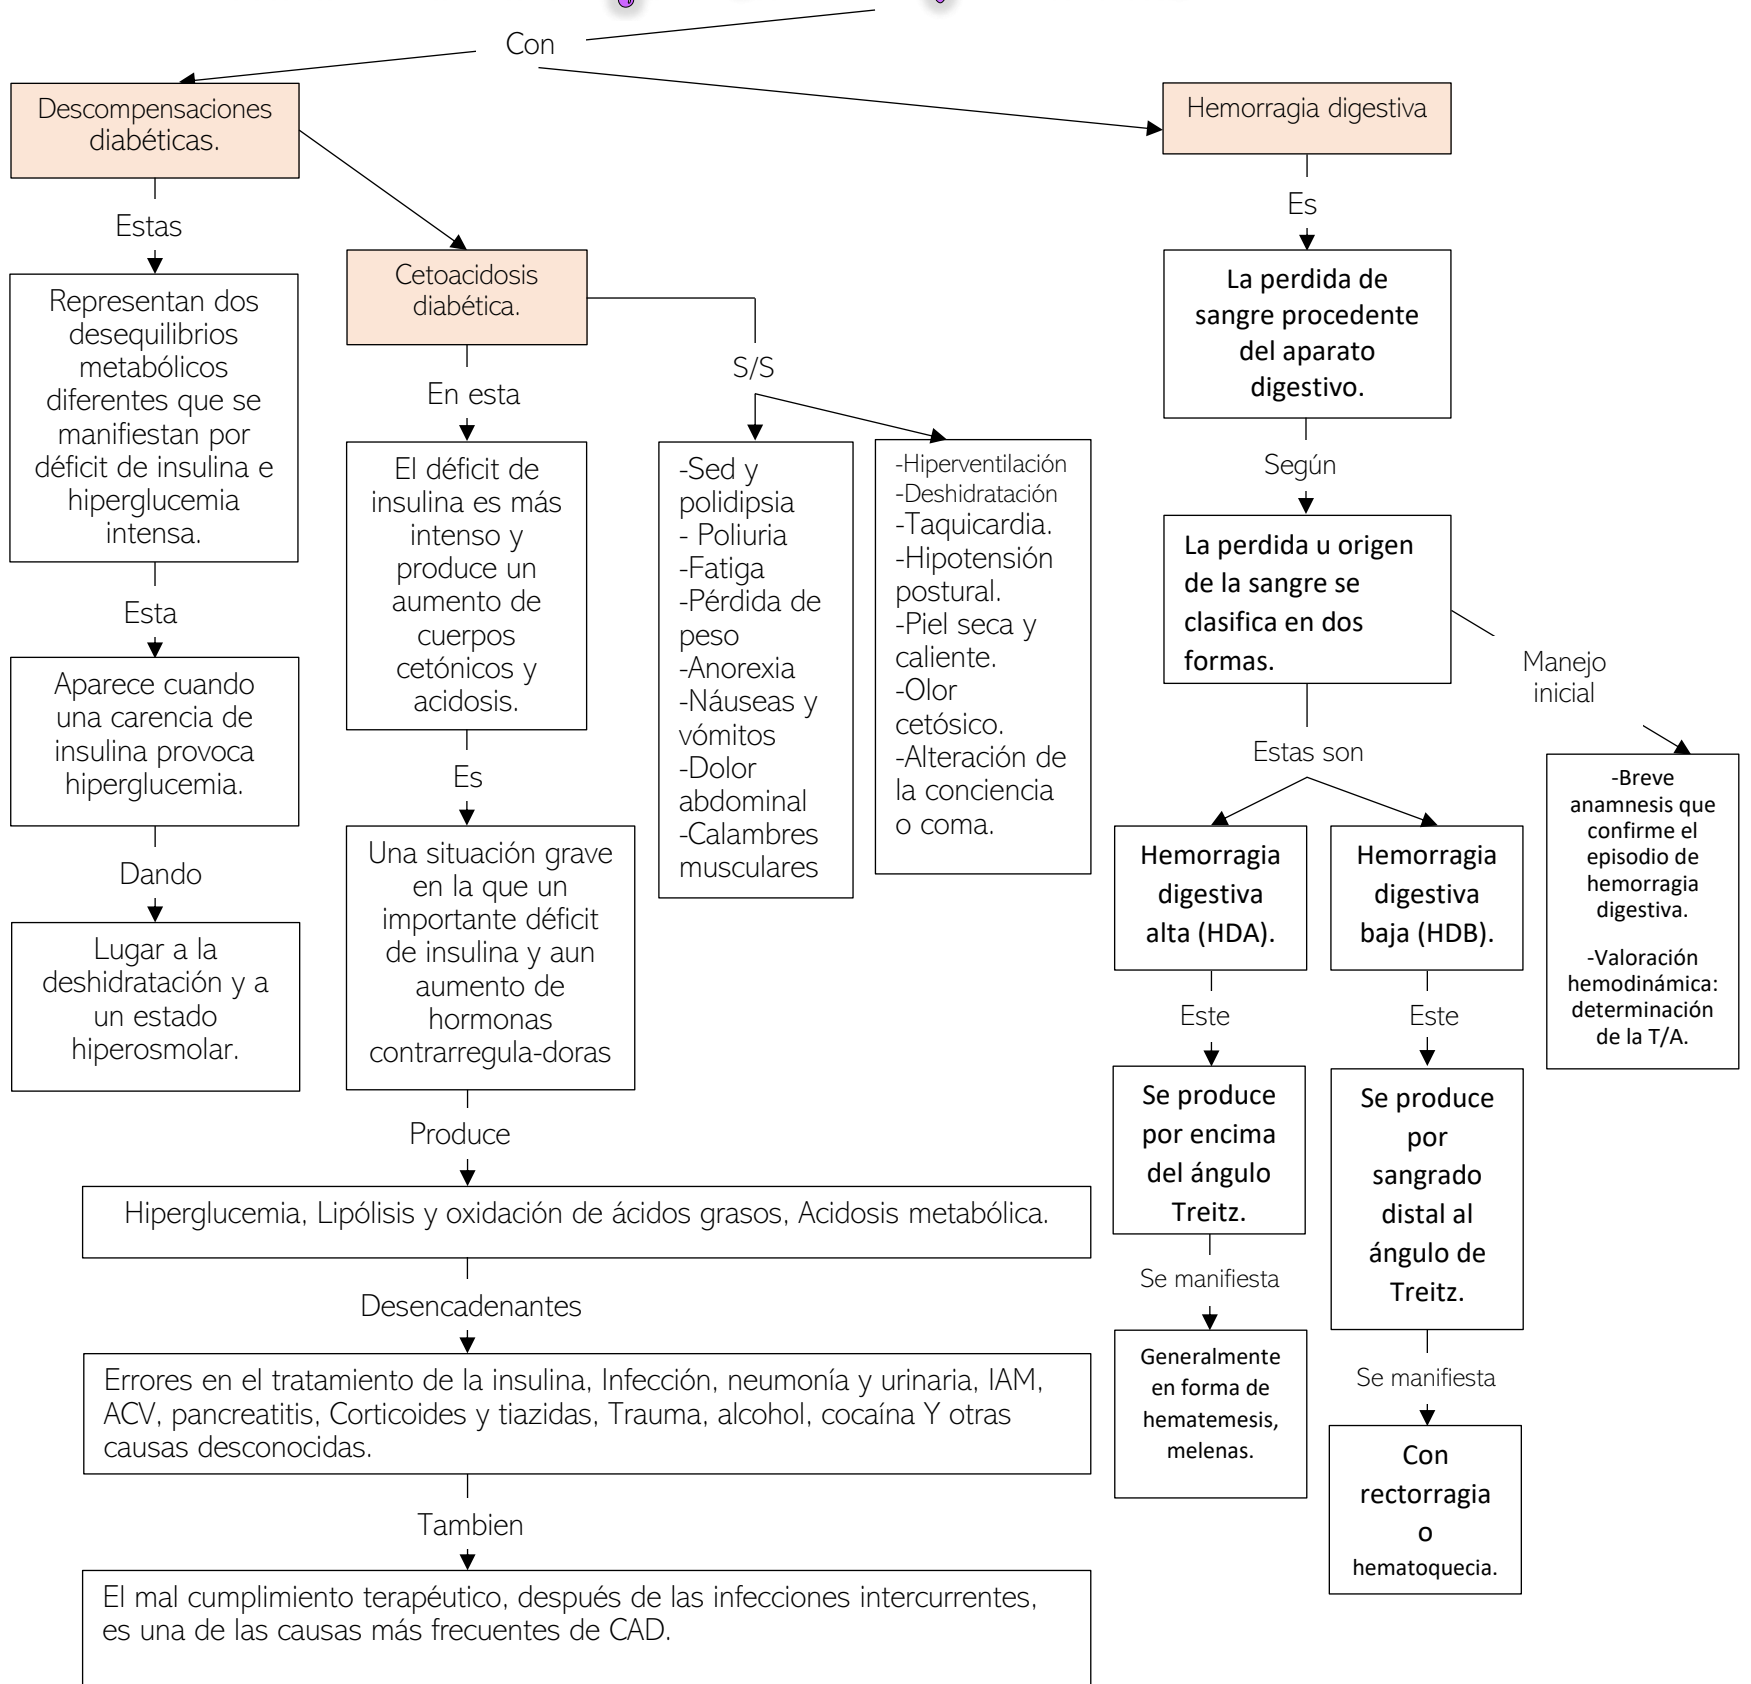 Con
Descompensaciones
diabéticas.
Estas
Representan dos
desequilibrios
metabólicos
diferentes que se
manifiestan por
déficit de insulina e
hiperglucemia
intensa.
Esta
Aparece cuando
una carencia de
insulina provoca
hiperglucemia.
Dando
Lugar a la
deshidratación y a
un estado
hiperosmolar.
Cetoacidosis
diabética.
En esta
El déficit de
insulina es más
intenso y
produce un
aumento de
cuerpos
cetónicos y
acidosis.
Es
Una situación grave
en la que un
importante déficit
de insulina y aun
aumento de
hormonas
contrarregula-doras
Produce
Hiperglucemia, Lipólisis y oxidación de ácidos grasos, Acidosis metabólica.
Desencadenantes
Errores en el tratamiento de la insulina, Infección, neumonía y urinaria, IAM,
ACV, pancreatitis, Corticoides y tiazidas, Trauma, alcohol, cocaína Y otras
causas desconocidas.
Tambien
El mal cumplimiento terapéutico, después de las infecciones intercurrentes,
es una de las causas más frecuentes de CAD.
S/S
-Sed y
polidipsia
- Poliuria
-Fatiga
-Pérdida de
peso
-Anorexia
-Náuseas y
vómitos
-Dolor
abdominal
-Calambres
musculares
-Hiperventilación
-Deshidratación
-Taquicardia.
-Hipotensión
postural.
-Piel seca y
caliente.
-Olor
cetósico.
-Alteración de
la conciencia
o coma.
Hemorragia digestiva
Es
La perdida de
sangre procedente
del aparato
digestivo.
Según
La perdida u origen
de la sangre se
clasifica en dos
formas.
Manejo
inicial
-Breve
anamnesis que
confirme el
episodio de
hemorragia
digestiva.
-Valoración
hemodinámica:
determinación
de la T/A.
Estas son
Hemorragia
digestiva
alta (HDA).
Este
Se produce
por encima
del ángulo
Treitz.
Se manifiesta
Generalmente
en forma de
hematemesis,
melenas.
Hemorragia
digestiva
baja (HDB).
Este
Se produce
por
sangrado
distal al
ángulo de
Treitz.
Se manifiesta
Con
rectorragia
o
hematoquecia.